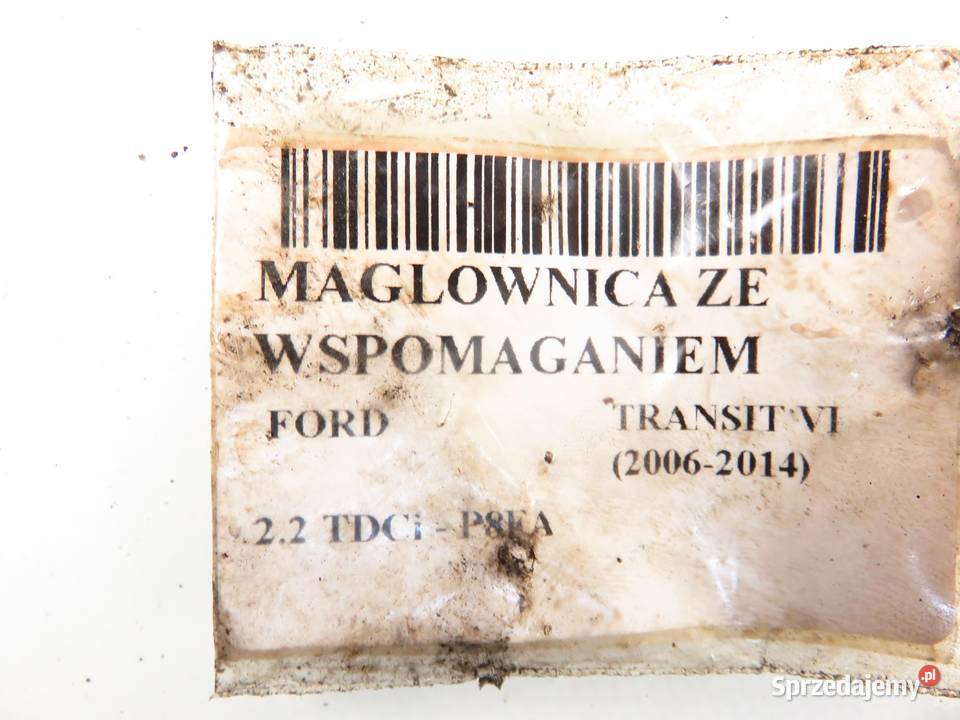 MAGLOWNICA ZE
WSPOMAGANIEM
FORD TRANSIT VI
(2006-2014)
2.2 TDCi - P8FA
Sprzedajemy.pl